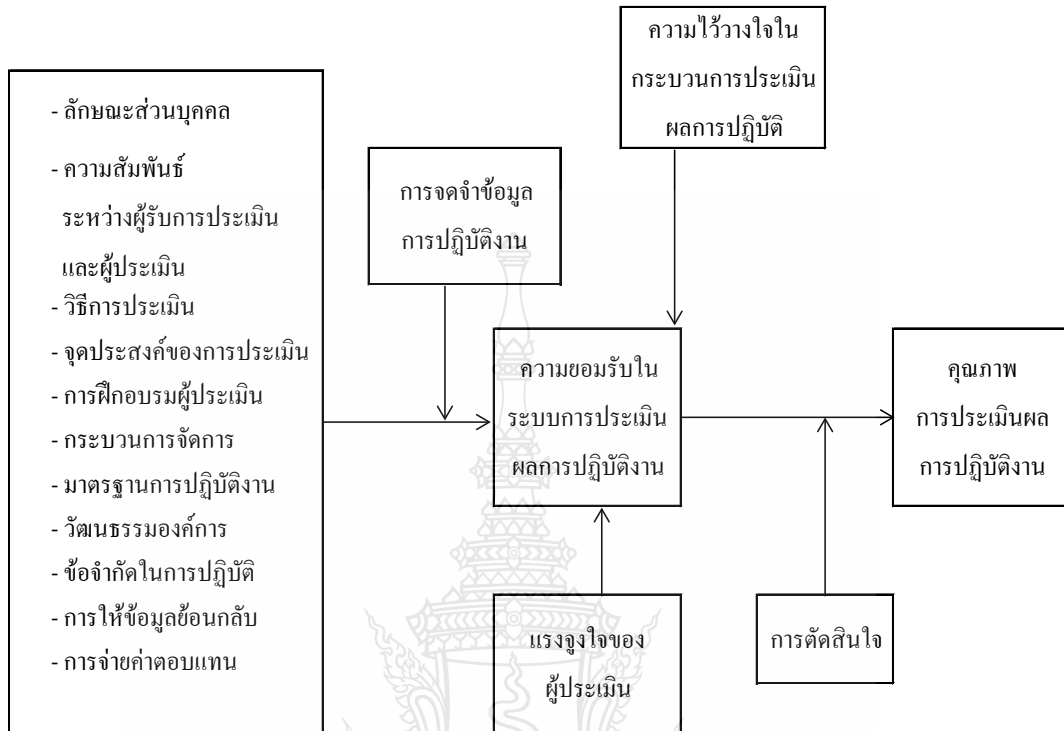 - ลักษณะส่วนบุคคล
- ความสัมพันธ์
ระหว่างผู้รับการประเมิน
และผู้ประเมิน
- วิธีการประเมิน
- จุดประสงค์ของการประเมิน
- การฝึกอบรมผู้ประเมิน
- กระบวนการจัดการ
- มาตรฐานการปฏิบัติงาน
- วัฒนธรรมองค์การ
- ข้อจำกัดในการปฏิบัติ
- การให้ข้อมูลย้อนกลับ
- การจ่ายค่าตอบแทน
การจดจำข้อมูล
การปฏิบัติงาน
ความไว้วางใจใน
กระบวนการประเมิน
ผลการปฏิบัติ
ความยอมรับใน
ระบบการประเมิน
ผลการปฏิบัติงาน
แรงจูงใจของ
ผู้ประเมิน
การตัดสินใจ
คุณภาพ
การประเมินผล
การปฏิบัติงาน